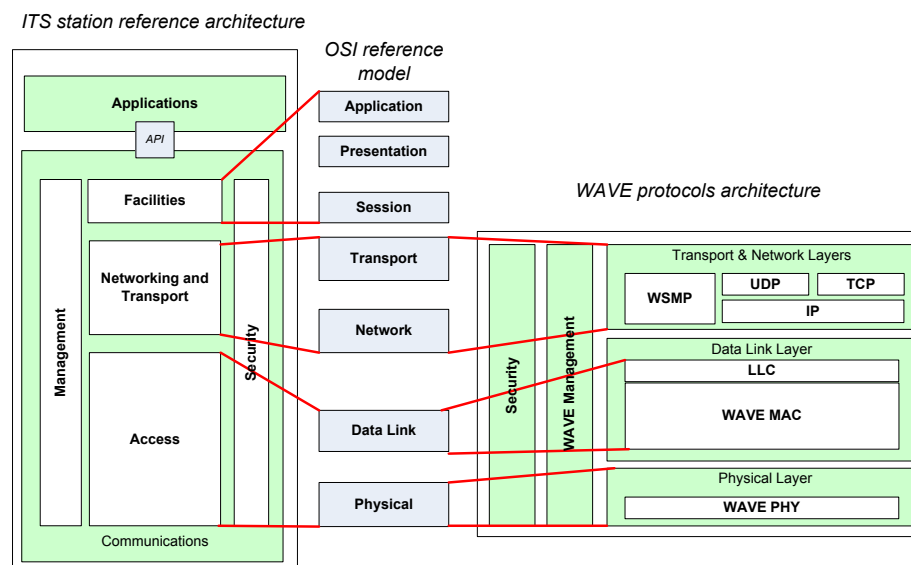 ITS station reference architecture
Applications
API
Management
Facilities
Networking and
Transport
Access
Security
Communications
OSI reference
model
Application
Presentation
Session
Transport
Network
Data Link
Physical
WAVE protocols architecture
Security
WAVE Management
Transport & Network Layers
WSMP
UDP
TCP
IP
Data Link Layer
LLC
WAVE MAC
Physical Layer
WAVE PHY